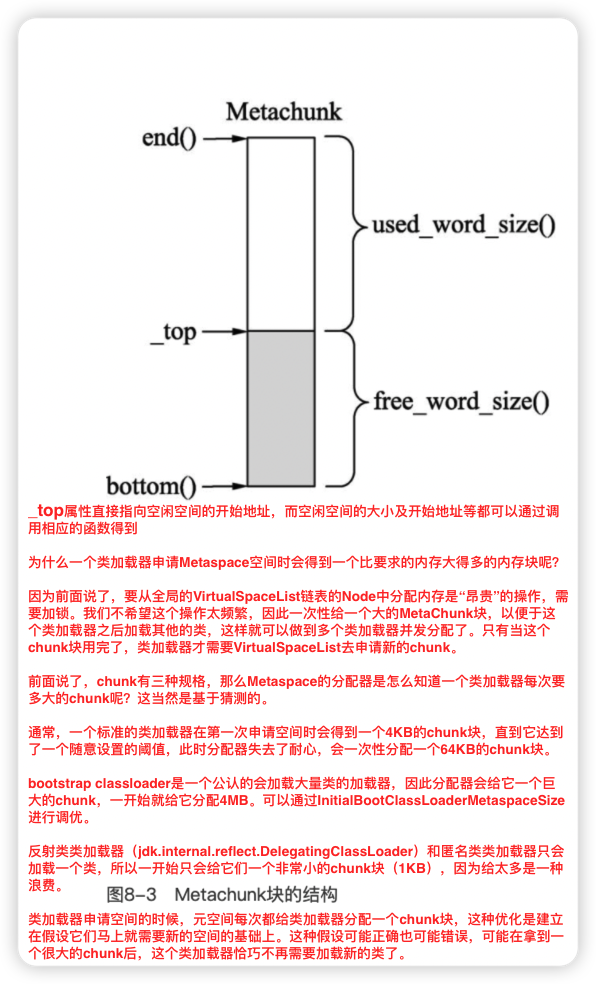 Metachunk
end()
used_word_size()
_top
free_word_size()
bottom()
_top属性直接指向空闲空间的开始地址，而空闲空间的大小及开始地址等都可以通过调
用相应的函数得到
为什么一个类加载器申请Metaspace空间时会得到一个比要求的内存大得多的内存块呢?
因为前面说了，要从全局的VirtualSpaceList链表的Node中分配内存是“昂贵”的操作，需
要加锁。我们不希望这个操作太频繁，因此一次性给一个大的MetaChunk块，以便于这
个类加载器之后加载其他的类，这样就可以做到多个类加载器并发分配了。只有当这个
chunk块用完了，类加载器才需要VirtualSpaceList去申请新的chunk。
前面说了，chunk有三种规格，那么Metaspace的分配器是怎么知道一个类加载器每次要
多大的chunk呢？这当然是基于猜测的。
通常，一个标准的类加载器在第一次申请空间时会得到一个4KB的chunk块，直到它达到
了一个随意设置的阈值，此时分配器失去了耐心，会一次性分配一个64KB的chunk块。
bootstrap classloader是一个公认的会加载大量类的加载器，因此分配器会给它一个巨
大的chunk，一开始就给它分配4MB。可以通过InitialBootClassLoaderMetaspaceSize
进行调优。
反射类类加载器（jdk.internal.reflect.DelegatingClassLoader）和匿名类类加载器只会
加载一个类，所以一开始只会给它们一个非常小的chunk块（1KB），因为给太多是一种
浪费。
图8-3 Metachunk块的结构
类加载器申请空间的时候，元空间每次都给类加载器分配一个chunk块，这种优化是建立
在假设它们马上就需要新的空间的基础上。这种假设可能正确也可能错误，可能在拿到一
个很大的chunk后，这个类加载器恰巧不再需要加载新的类了。